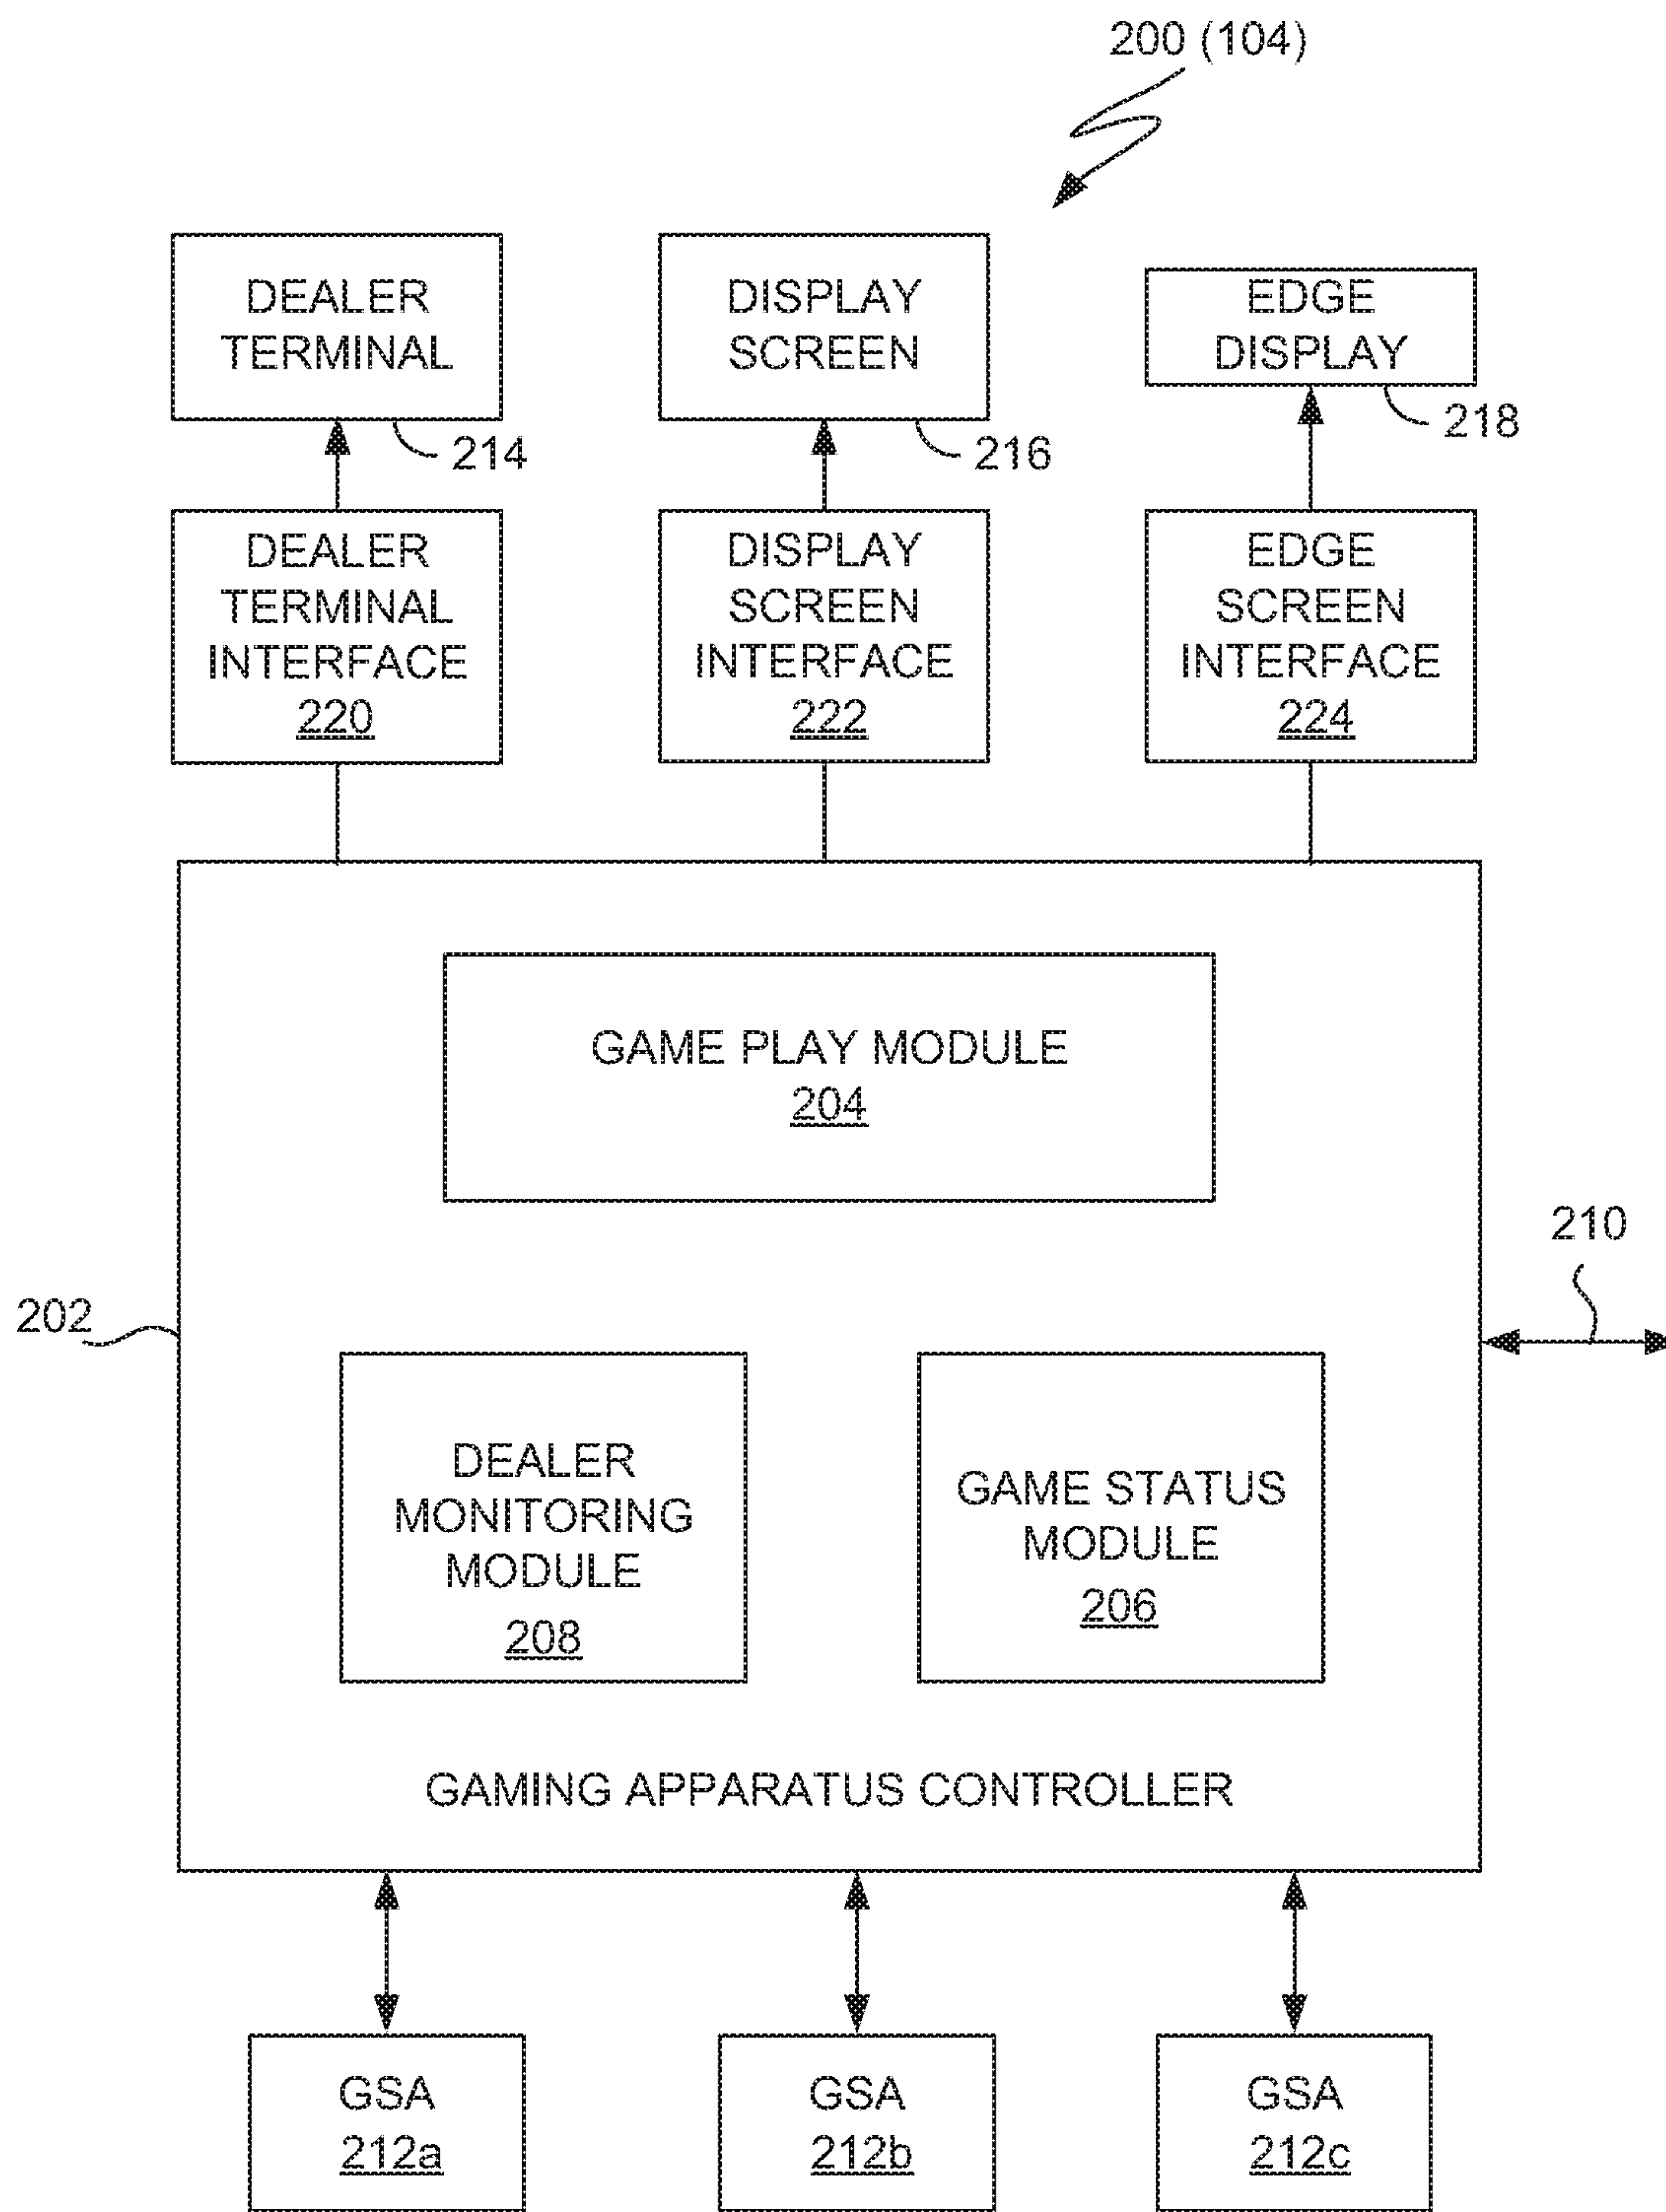 200 (104)
DEALER
TERMINAL
214
DISPLAY
SCREEN
216
EDGE
DISPLAY
218
DEALER
TERMINAL
INTERFACE
220
DISPLAY
SCREEN
INTERFACE
222
EDGE
SCREEN
INTERFACE
224
GAME PLAY MODULE
204
210
202
DEALER
MONITORING
MODULE
208
GAME STATUS
MODULE
206
GAMING APPARATUS CONTROLLER
GSA
212a
GSA
212b
GSA
212c